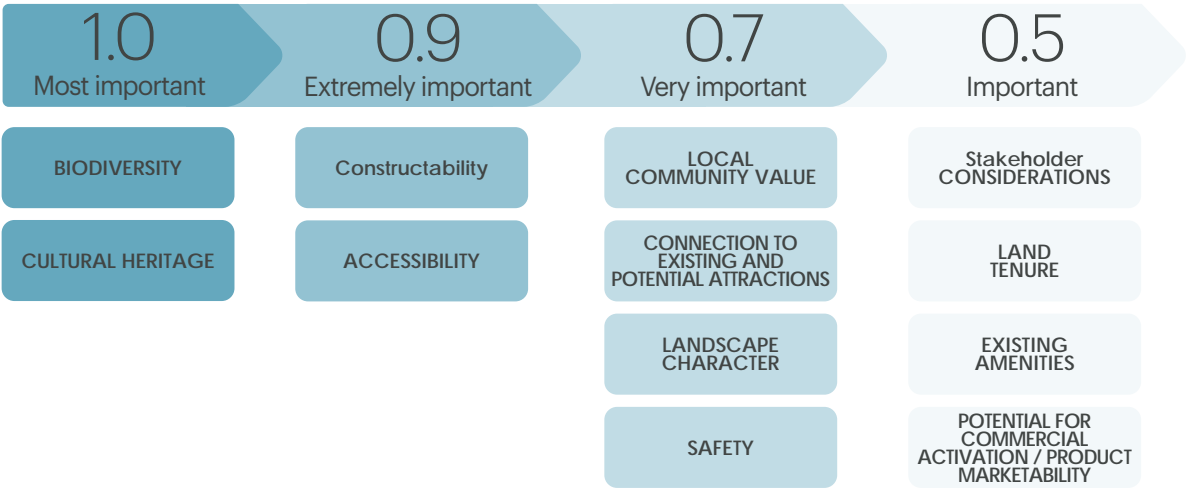 1.0
Most important
0.9
Extremely important
0.7
Very important
0.5
Important
BIODIVERSITY
CULTURAL HERITAGE
Constructability
ACCESSIBILITY
LOCAL
COMMUNITY VALUE
CONNECTION TO
EXISTING AND
POTENTIAL ATTRACTIONS
LANDSCAPE
CHARACTER
SAFETY
Stakeholder
CONSIDERATIONS
LAND
TENURE
EXISTING
AMENITIES
POTENTIAL FOR
COMMERCIAL
ACTIVATION / PRODUCT
MARKETABILITY